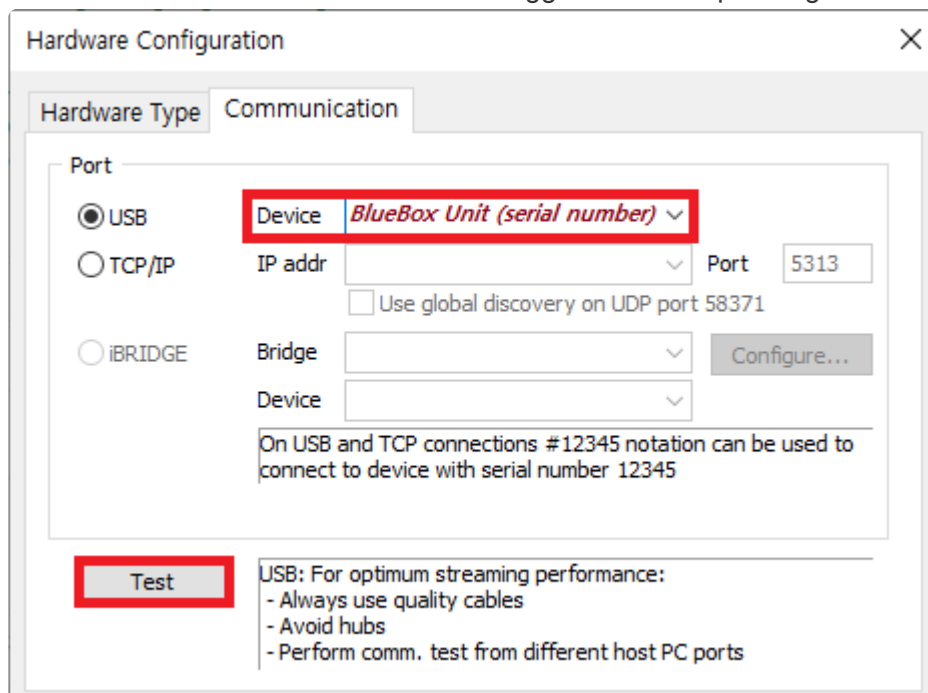 Hardware Configuration
Hardware Type Communication
Port
USB Device BlueBox Unit (serial number)
TCP/IP IP addr Port 5313
Use global discovery on UDP port 58371
iBRIDGE Bridge Configure...
Device
On USB and TCP connections #12345 notation can be used to
connect to device with serial number 12345
Test
USB: For optimum streaming performance:
- Always use quality cables
- Avoid hubs
- Perform comm. test from different host PC ports